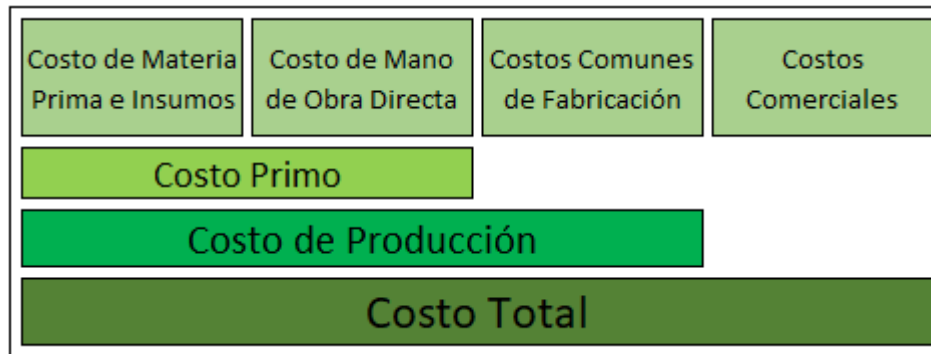 Costo de Materia
Prima e Insumos
Costo de Mano
de Obra Directa
Costos Comunes
de Fabricación
Costos
Comerciales
Costo Primo
Costo de Producción
Costo Total